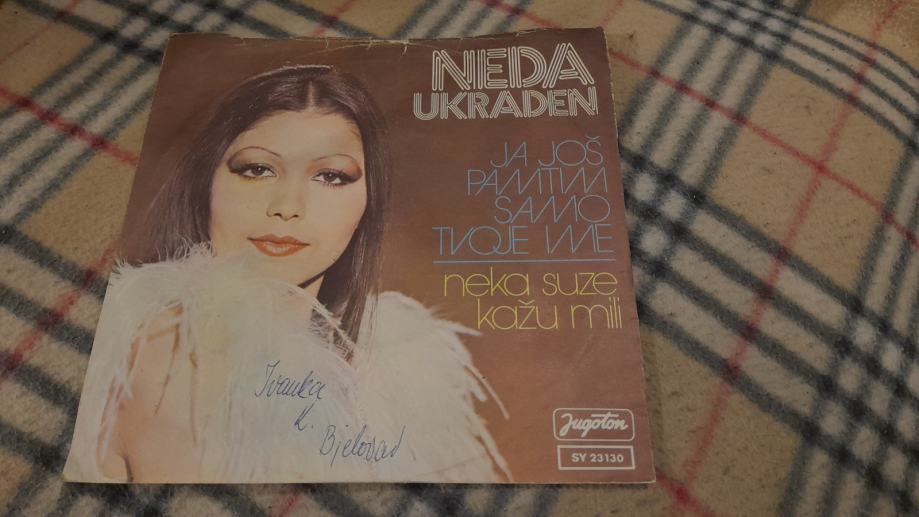 NEDA
UKRADEN
JA JOŠ
PAMTIM
SAMO
TVOJE IME
neka suze
kažu mili
Ivanka
K.
Bjelovar
Jugoton
SY 23130